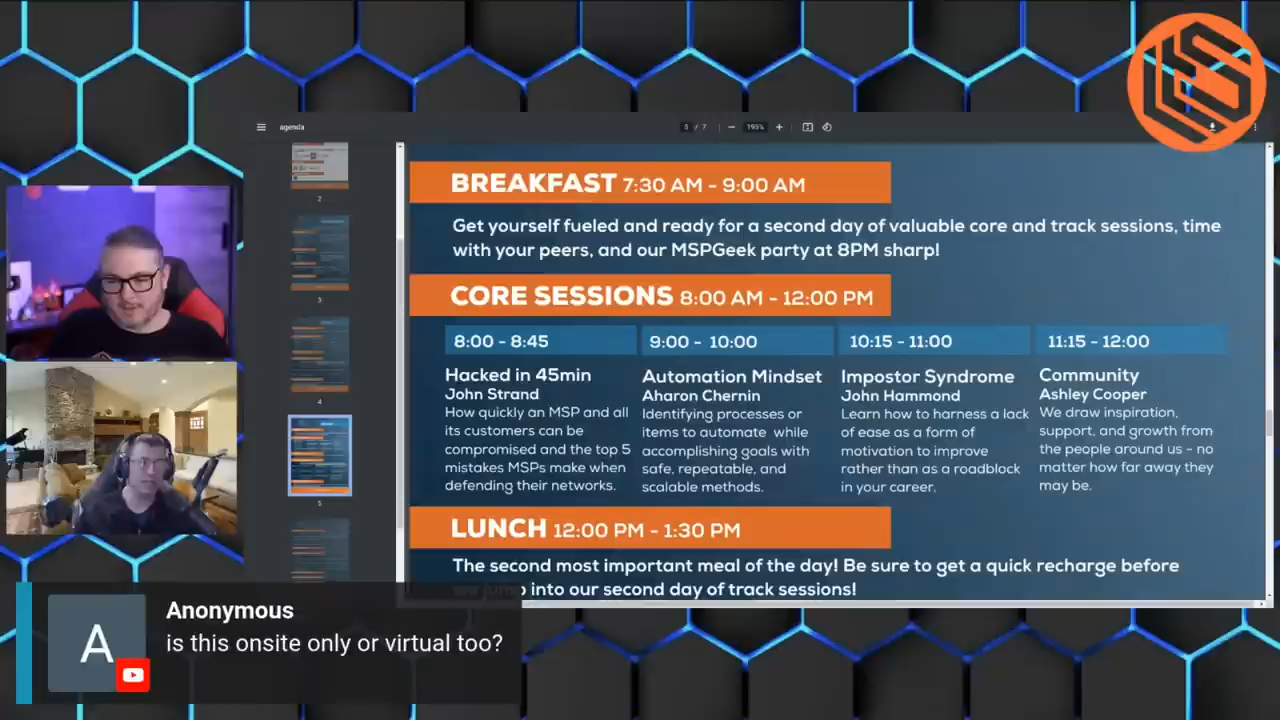 agenda
5 / 7
195%
2
3
4
5
BREAKFAST 7:30 AM - 9:00 AM
Get yourself fueled and ready for a second day of valuable core and track sessions, time
with your peers, and our MSPGeek party at 8PM sharp!
CORE SESSIONS 8:00 AM - 12:00 PM
8:00 - 8:45
Hacked in 45min
John Strand
How quickly an MSP and all
its customers can be
compromised and the top 5
mistakes MSPs make when
defending their networks.
9:00 - 10:00
Automation Mindset
Aharon Chernin
Identifying processes or
items to automate while
accomplishing goals with
safe, repeatable, and
scalable methods.
10:15 - 11:00
Impostor Syndrome
John Hammond
Learn how to harness a lack
of ease as a form of
motivation to improve
rather than as a roadblock
in your career.
11:15 - 12:00
Community
Ashley Cooper
We draw inspiration,
support, and growth from
the people around us - no
matter how far away they
may be.
LUNCH 12:00 PM - 1:30 PM
The second most important meal of the day! Be sure to get a quick recharge before
into our second day of track sessions!
A
Anonymous
is this onsite only or virtual too?